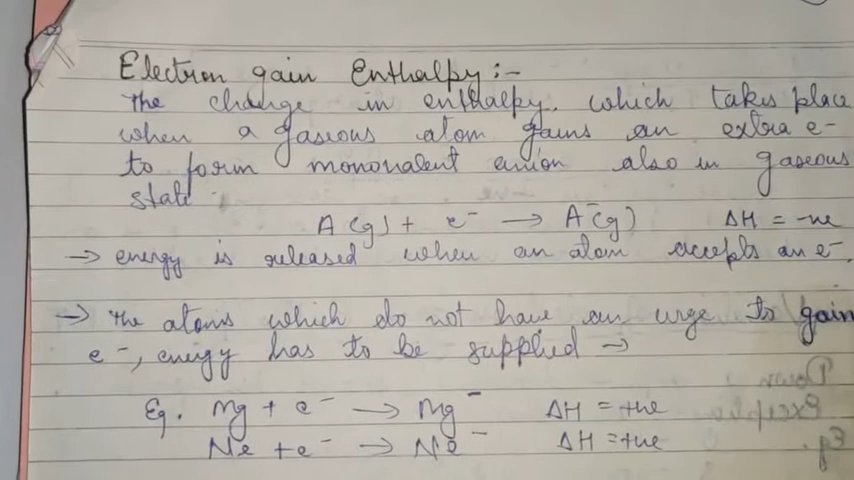 Electron gain Enthalpy :-
The change in enthalpy. which takes place
when a gaseous atom gains an extra e-
to form monovalent anion also in gaseous
state.
A(g) + e⁻ → A⁻(g) ΔH = -ve
→ energy is released when an atom accepts an e⁻.
→ The atoms which do not have an urge to gain
e⁻, energy has to be supplied →
Eg. Mg + e⁻ → Mg⁻ ΔH = +ve
Ne + e⁻ → Ne⁻ ΔH = +ve